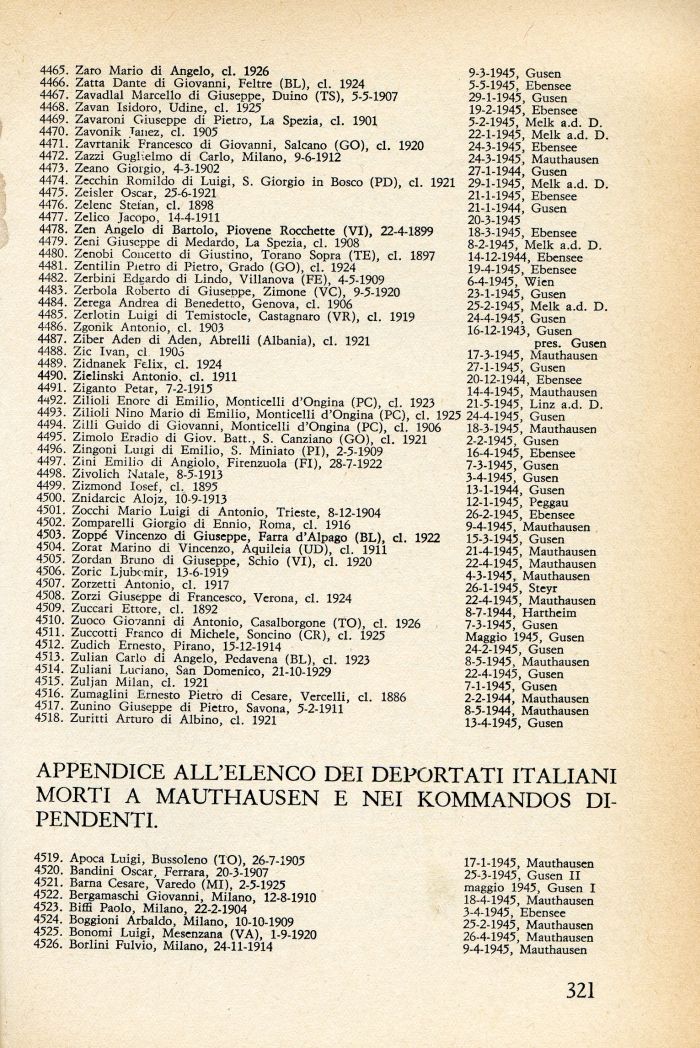 4465. Zaro Mario di Angelo, cl. 1926 9-3-1945, Gusen
4466. Zatta Dante di Giovanni, Feltre (BL), cl. 1924 5-5-1945, Ebensee
4467. Zavadlal Marcello di Giuseppe, Duino (TS), 5-5-1907 29-1-1945, Gusen
4468. Zavan Isidoro, Udine, cl. 1925 19-2-1945, Ebensee
4469. Zavaroni Giuseppe di Pietro, La Spezia, cl. 1901 5-2-1945, Melk a.d. D.
4470. Zavonik Janez, cl. 1905 22-1-1945, Melk a.d. D.
4471. Zavrtanik Francesco di Giovanni, Salcano (GO), cl. 1920 24-3-1945, Ebensee
4472. Zazzi Guglielmo di Carlo, Milano, 9-6-1912 24-3-1945, Mauthausen
4473. Zeano Giorgio, 4-3-1902 27-1-1944, Gusen
4474. Zecchin Romildo di Luigi, S. Giorgio in Bosco (PD), cl. 1921 29-1-1945, Melk a.d. D.
4475. Zeisler Oscar, 25-6-1921 21-1-1945, Ebensee
4476. Zelenc Stefan, cl. 1898 21-1-1944, Gusen
4477. Zelico Jacopo, 14-4-1911 20-3-1945
4478. Zen Angelo di Bartolo, Piovene Rocchette (VI), 22-4-1899 18-3-1945, Ebensee
4479. Zeni Giuseppe di Medardo, La Spezia, cl. 1908 8-2-1945, Melk a.d. D.
4480. Zenobi Concetto di Giustino, Torano Sopra (TE), cl. 1897 14-12-1944, Ebensee
4481. Zentilin Pietro di Pietro, Grado (GO), cl. 1924 19-4-1945, Ebensee
4482. Zerbini Edgardo di Lindo, Villanova (FE), 4-5-1909 6-4-1945, Wien
4483. Zerbola Roberto di Giuseppe, Zimone (VC), 9-5-1920 23-1-1945, Gusen
4484. Zerega Andrea di Benedetto, Genova, cl. 1906 25-2-1945, Melk a.d. D.
4485. Zerlotin Luigi di Temistocle, Castagnaro (VR), cl. 1919 24-4-1945, Gusen
4486. Zgonik Antonio, cl. 1903 16-12-1943, Gusen
4487. Ziber Aden di Aden, Abrelli (Albania), cl. 1921 pres. Gusen
4488. Zic Ivan, cl. 1905 17-3-1945, Mauthausen
4489. Zidnanek Felix, cl. 1924 27-1-1945, Gusen
4490. Zielinski Antonio, cl. 1911 20-12-1944, Ebensee
4491. Ziganto Petar, 7-2-1915 14-4-1945, Mauthausen
4492. Zilioli Enore di Emilio, Monticelli d'Ongina (PC), cl. 1923 21-5-1945, Linz a.d. D.
4493. Zilioli Nino Mario di Emilio, Monticelli d'Ongina (PC), cl. 1925 24-4-1945, Gusen
4494. Zilli Guido di Giovanni, Monticelli d'Ongina (PC), cl. 1906 18-3-1945, Mauthausen
4495. Zimolo Eradio di Giov. Batt., S. Canziano (GO), cl. 1921 2-2-1945, Gusen
4496. Zingoni Luigi di Emilio, S. Miniato (PI), 2-5-1909 16-4-1945, Ebensee
4497. Zini Emilio di Angiolo, Firenzuola (FI), 28-7-1922 7-3-1945, Gusen
4498. Zivolich Natale, 8-5-1913 3-4-1945, Gusen
4499. Zizmond Iosef, cl. 1895 13-1-1944, Gusen
4500. Znidarcic Alojz, 10-9-1913 12-1-1945, Peggau
4501. Zocchi Mario Luigi di Antonio, Trieste, 8-12-1904 26-2-1945, Ebensee
4502. Zomparelli Giorgio di Ennio, Roma, cl. 1916 9-4-1945, Mauthausen
4503. Zoppé Vincenzo di Giuseppe, Farra d'Alpago (BL), cl. 1922 15-3-1945, Gusen
4504. Zorat Marino di Vincenzo, Aquileia (UD), cl. 1911 21-4-1945, Mauthausen
4505. Zordan Bruno di Giuseppe, Schio (VI), cl. 1920 22-4-1945, Mauthausen
4506. Zoric Ljubomir, 13-6-1919 4-3-1945, Mauthausen
4507. Zorzetti Antonio, cl. 1917 26-1-1945, Steyr
4508. Zorzi Giuseppe di Francesco, Verona, cl. 1924 22-4-1945, Mauthausen
4509. Zuccari Ettore, cl. 1892 8-7-1944, Hartheim
4510. Zuoco Giovanni di Antonio, Casalborgone (TO), cl. 1926 7-3-1945, Gusen
4511. Zuccotti Franco di Michele, Soncino (CR), cl. 1925 Maggio 1945, Gusen
4512. Zudich Ernesto, Pirano, 15-12-1914 24-2-1945, Gusen
4513. Zulian Carlo di Angelo, Pedavena (BL), cl. 1923 8-5-1945, Mauthausen
4514. Zuliani Luciano, San Domenico, 21-10-1929 22-4-1945, Gusen
4515. Zuljan Milan, cl. 1921 7-1-1945, Gusen
4516. Zumaglini Ernesto Pietro di Cesare, Vercelli, cl. 1886 2-2-1944, Mauthausen
4517. Zunino Giuseppe di Pietro, Savona, 5-2-1911 8-5-1944, Mauthausen
4518. Zuritti Arturo di Albino, cl. 1921 13-4-1945, Gusen
APPENDICE ALL'ELENCO DEI DEPORTATI ITALIANI
MORTI A MAUTHAUSEN E NEI KOMMANDOS DI-
PENDENTI.
4519. Apoca Luigi, Bussoleno (TO), 26-7-1905 17-1-1945, Mauthausen
4520. Bandini Oscar, Ferrara, 20-3-1907 25-3-1945, Gusen II
4521. Barna Cesare, Varedo (MI), 2-5-1925 maggio 1945, Gusen I
4522. Bergamaschi Giovanni, Milano, 12-8-1910 18-4-1945, Mauthausen
4523. Biffi Paolo, Milano, 22-2-1904 3-4-1945, Ebensee
4524. Boggioni Arbaldo, Milano, 10-10-1909 25-2-1945, Mauthausen
4525. Bonomi Luigi, Mesenzana (VA), 1-9-1920 26-4-1945, Mauthausen
4526. Borlini Fulvio, Milano, 24-11-1914 9-4-1945, Mauthausen
321